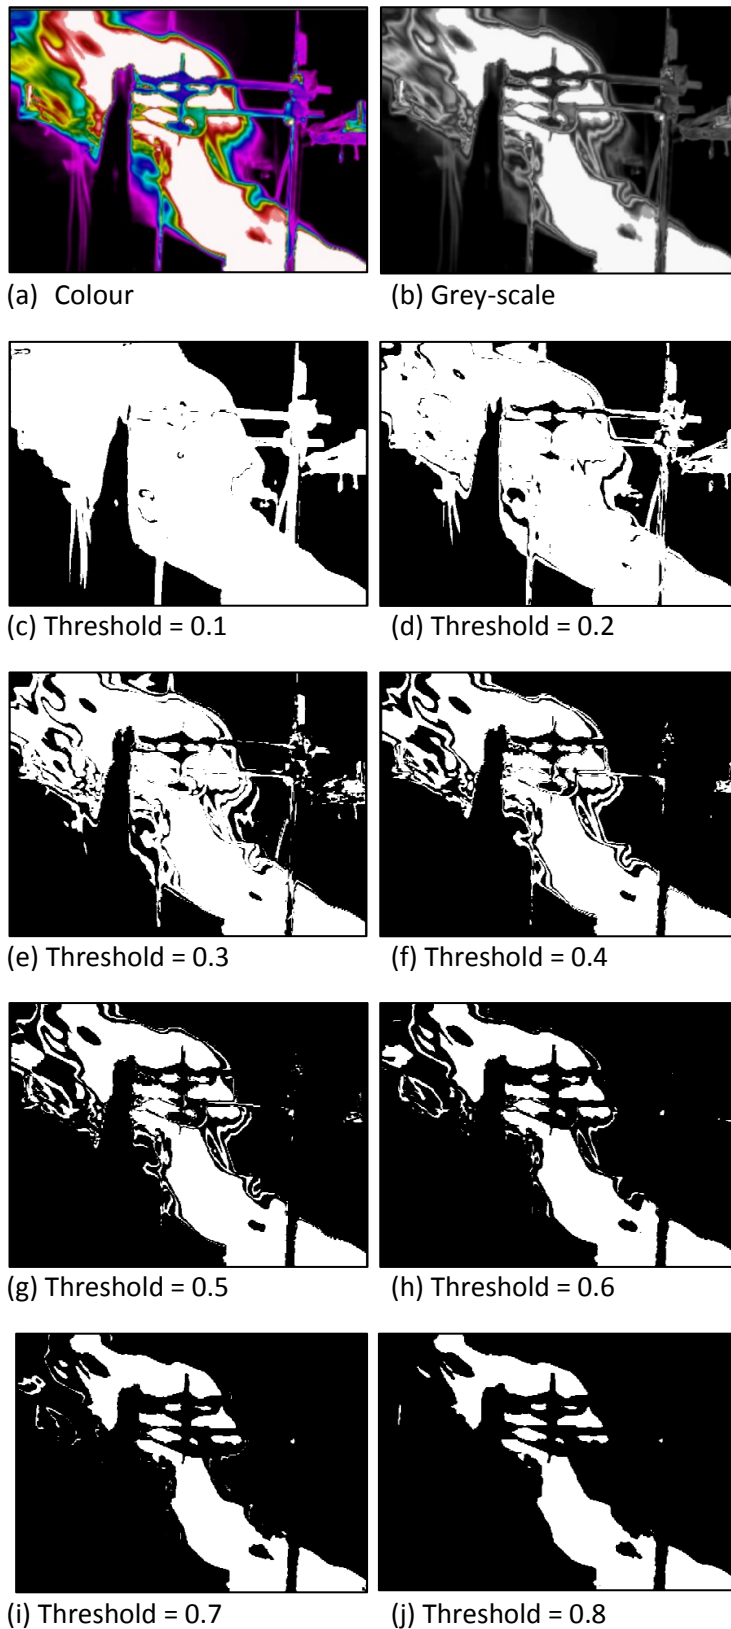 (a) Colour
(b) Grey-scale
(c) Threshold = 0.1
(d) Threshold = 0.2
(e) Threshold = 0.3
(f) Threshold = 0.4
(g) Threshold = 0.5
(h) Threshold = 0.6
(i) Threshold = 0.7
(j) Threshold = 0.8